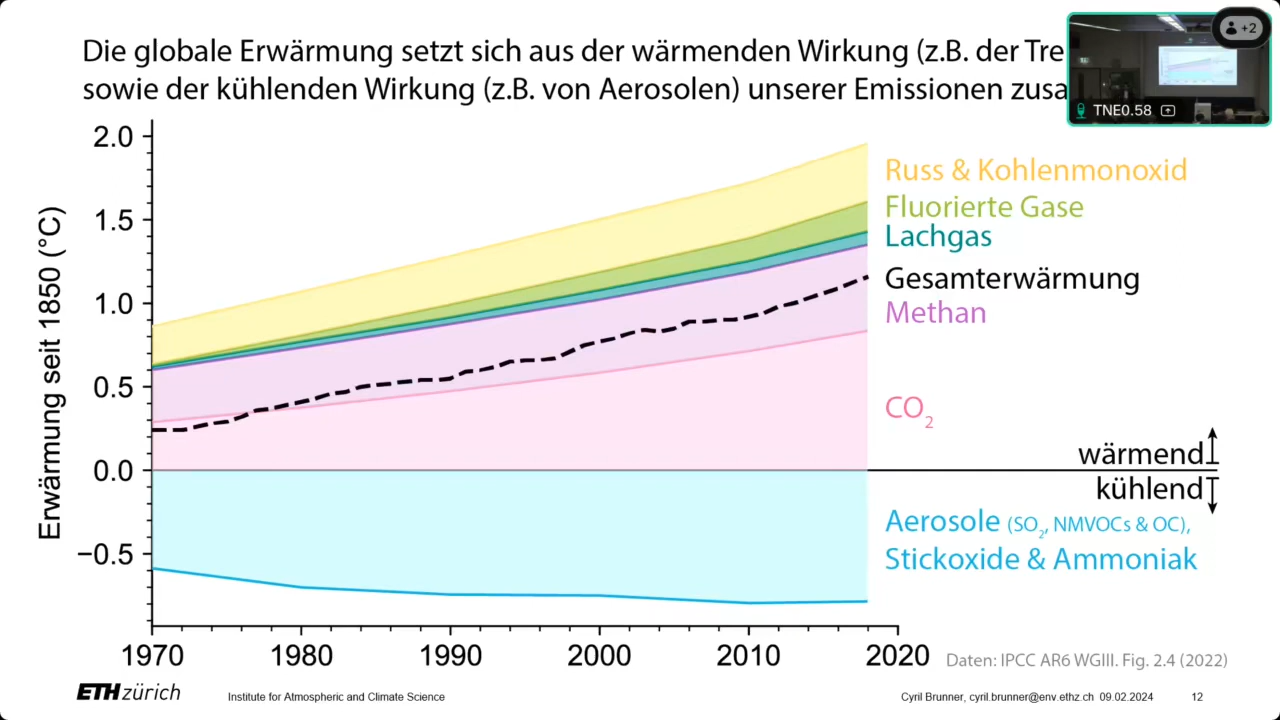 Die globale Erwärmung setzt sich aus der wärmenden Wirkung (z.B. der Tre
sowie der kühlenden Wirkung (z.B. von Aerosolen) unserer Emissionen zusa
+2
TNE0.58
2.0
1.5
1.0
0.5
0.0
−0.5
Erwärmung seit 1850 (°C)
Russ & Kohlenmonoxid
Fluorierte Gase
Lachgas
Gesamterwärmung
Methan
CO₂
wärmend
kühlend
Aerosole (SO₂, NMVOCs & OC),
Stickoxide & Ammoniak
1970 1980 1990 2000 2010 2020
Daten: IPCC AR6 WGIII. Fig. 2.4 (2022)
ETH zürich
Institute for Atmospheric and Climate Science
Cyril Brunner, cyril.brunner@env.ethz.ch 09.02.2024
12